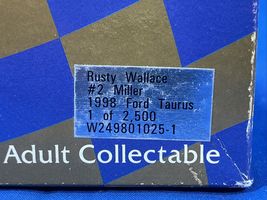 Rusty Wallace
#2 Miller
1998 Ford Taurus
1 of 2,500
W249801025-1
Adult Collectable